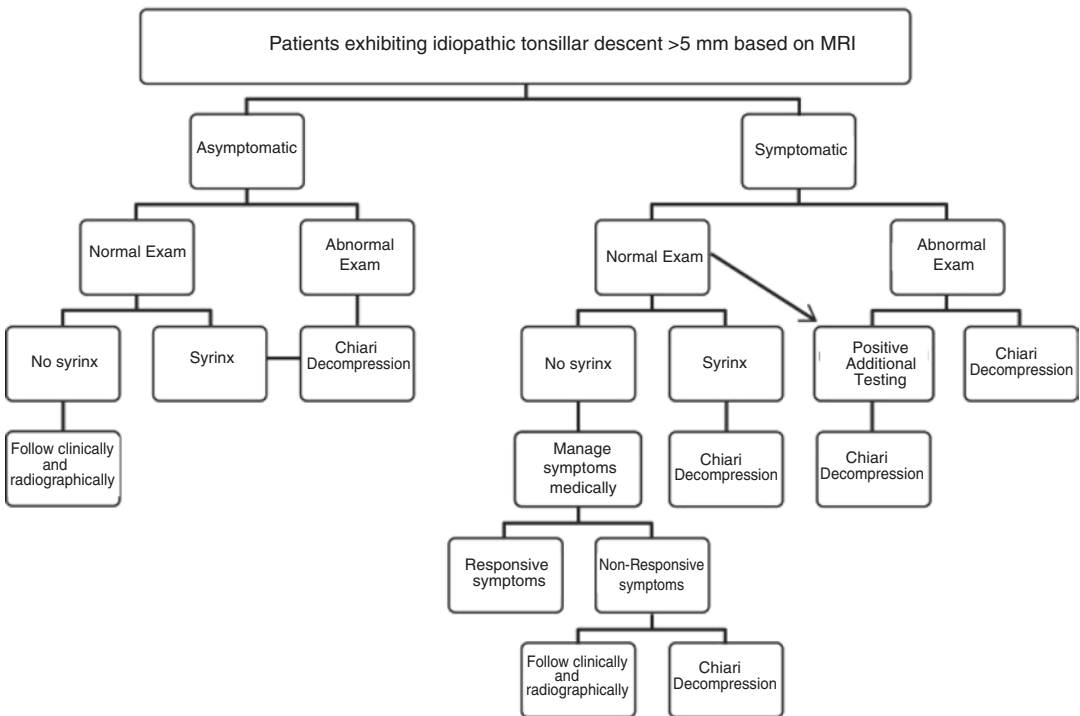 Patients exhibiting idiopathic tonsillar descent >5 mm based on MRI
Asymptomatic
Symptomatic
Normal Exam
Abnormal
Exam
Normal Exam
Abnormal
Exam
No syrinx
Syrinx
Chiari
Decompression
No syrinx
Syrinx
Positive
Additional
Testing
Chiari
Decompression
Follow clinically
and
radiographically
Manage
symptoms
medically
Chiari
Decompression
Chiari
Decompression
Responsive
symptoms
Non-Responsive
symptoms
Follow clinically
and
radiographically
Chiari
Decompression